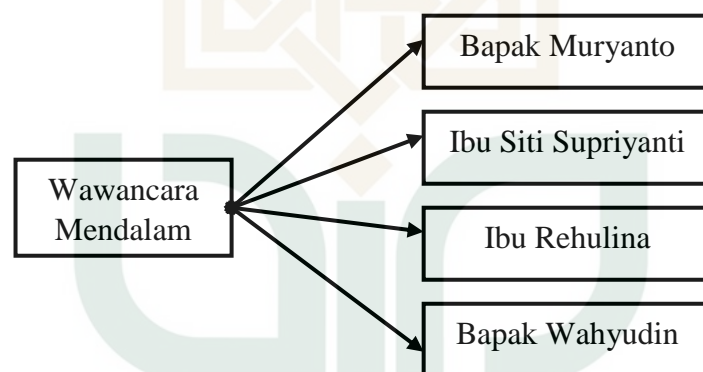 Bapak Muryanto
Ibu Siti Supriyanti
Wawancara
Mendalam
Ibu Rehulina
Bapak Wahyudin